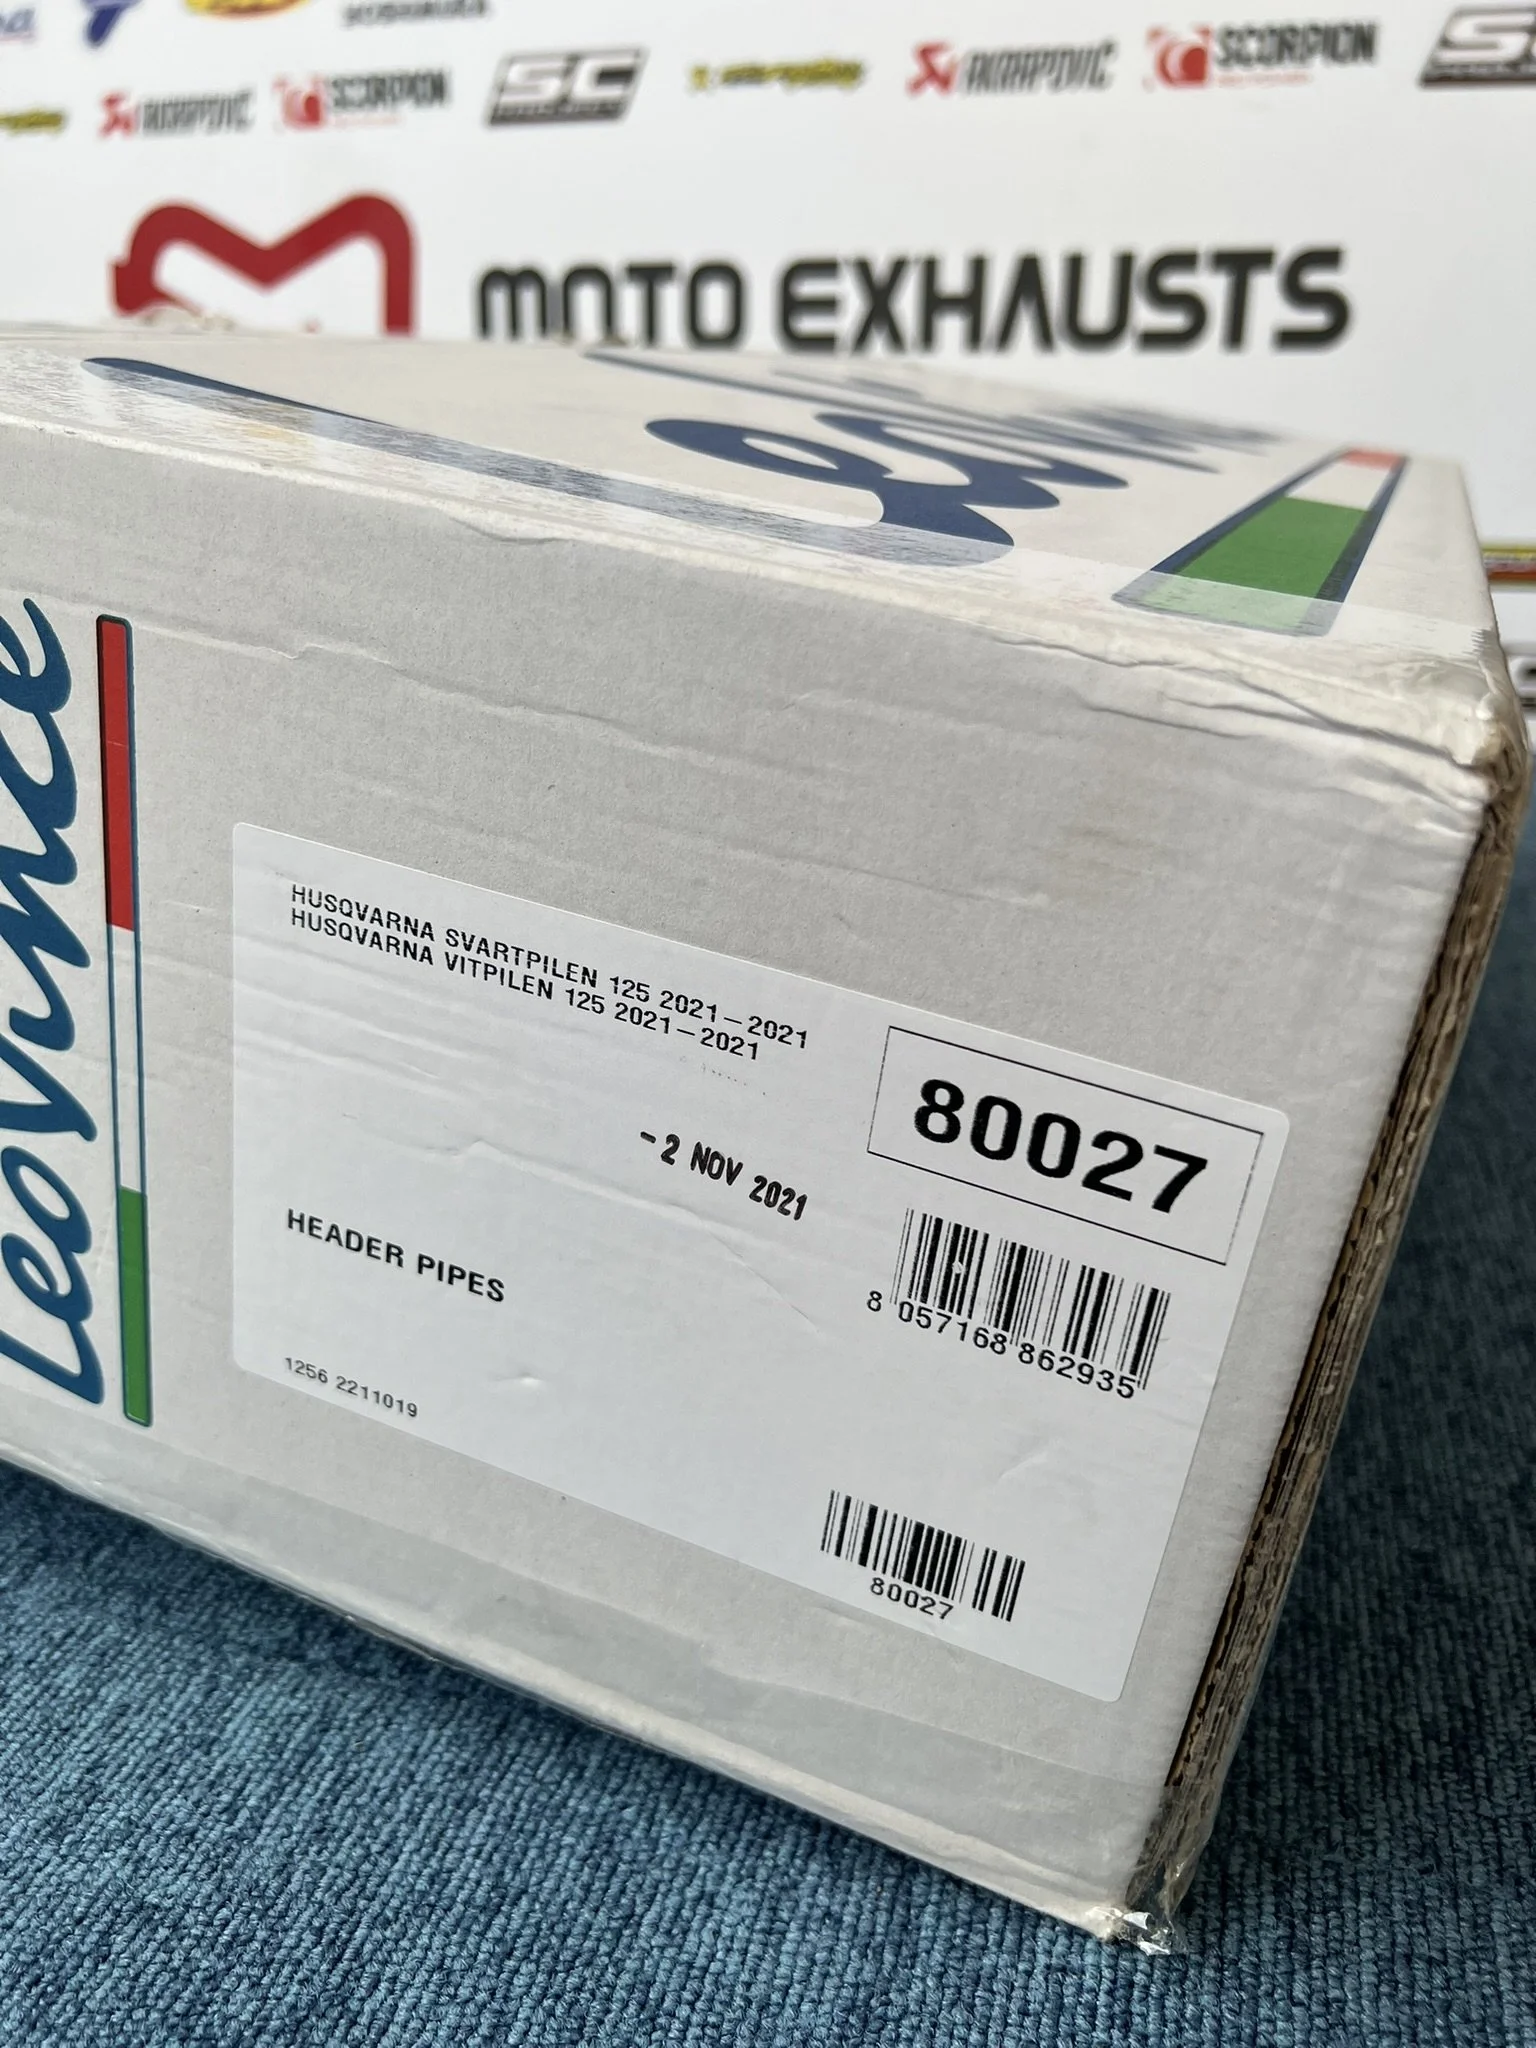 AKRAPOVIC SCORPION SC AKRAPOVIC SCORPION SC
MOTO EXHAUSTS
LeoVince
HUSQVARNA SVARTPILEN 125 2021-2021
HUSQVARNA VITPILEN 125 2021-2021
80027
-2 NOV 2021
HEADER PIPES
8 057168 862935
1256 2211019
80027